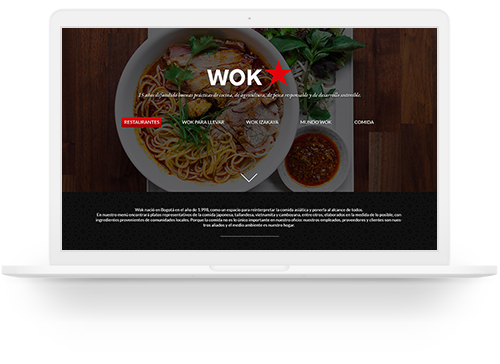 WOK
15 años difundiendo buenas prácticas de cocina, de agricultura, de pesca responsable y de desarrollo sostenible.
RESTAURANTES WOK PARA LLEVAR WOK IZAKAYA MUNDO WOK COMIDA
Wok nació en Bogotá en el año de 1.998, como un espacio para reinterpretar la comida asiática y ponerla al alcance de todos.
En nuestro menú encontrará platos representativos de la comida japonesa, tailandesa, vietnamita y camboyana, entre otros, elaborados en la medida de lo posible, con
ingredientes provenientes de comunidades locales. Porque la comida no es lo único importante en nuestro oficio: nuestros empleados, proveedores y clientes son nues-
tros aliados y el medio ambiente es nuestro hogar.